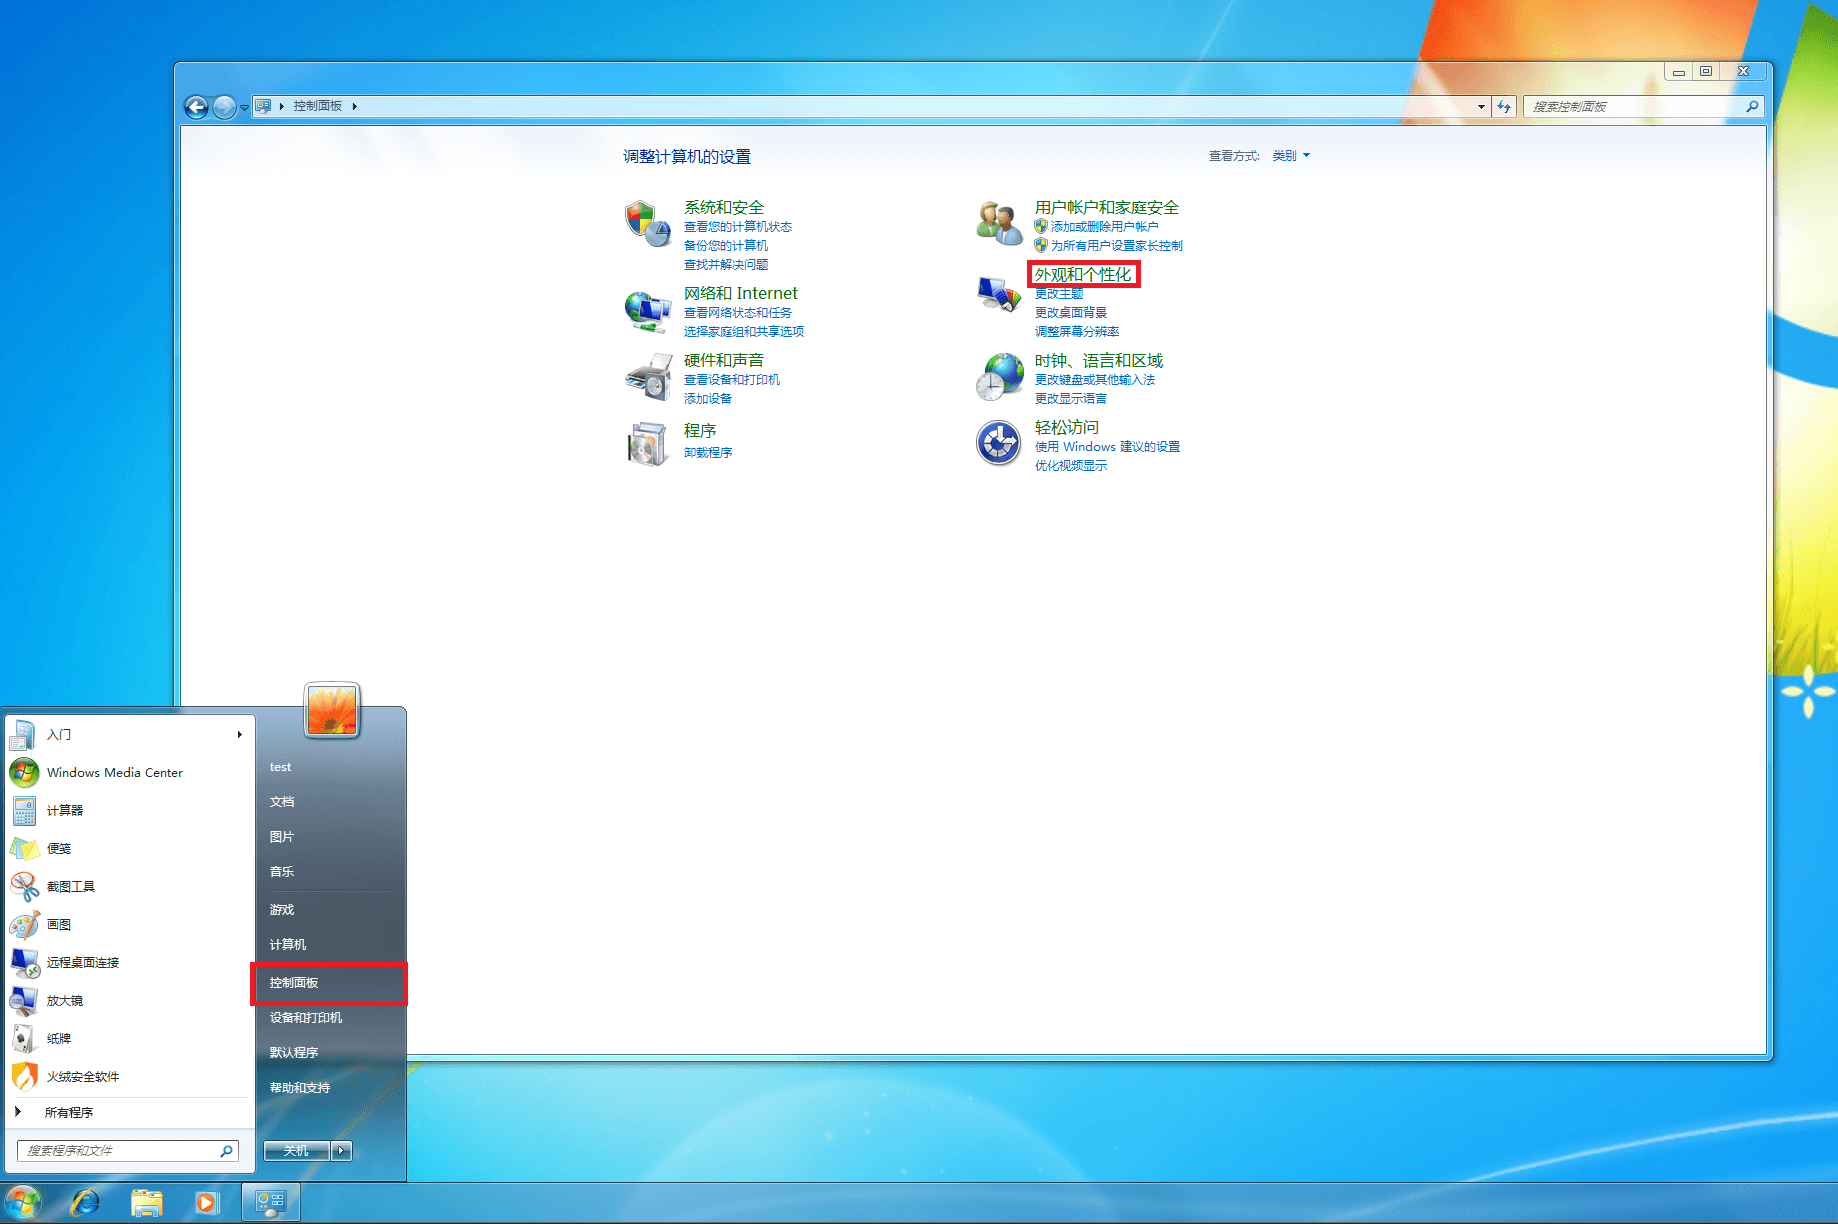 控制面板
搜索控制面板
调整计算机的设置
查看方式: 类别
系统和安全
查看您的计算机状态
备份您的计算机
查找并解决问题
网络和 Internet
查看网络状态和任务
选择家庭组和共享选项
硬件和声音
查看设备和打印机
添加设备
程序
卸载程序
用户帐户和家庭安全
添加或删除用户帐户
为所有用户设置家长控制
外观和个性化
更改主题
更改桌面背景
调整屏幕分辨率
时钟、语言和区域
更改键盘或其他输入法
更改显示语言
轻松访问
使用 Windows 建议的设置
优化视频显示
入门
Windows Media Center
计算器
便笺
截图工具
画图
远程桌面连接
放大镜
纸牌
火绒安全软件
所有程序
搜索程序和文件
test
文档
图片
音乐
游戏
计算机
控制面板
设备和打印机
默认程序
帮助和支持
关机